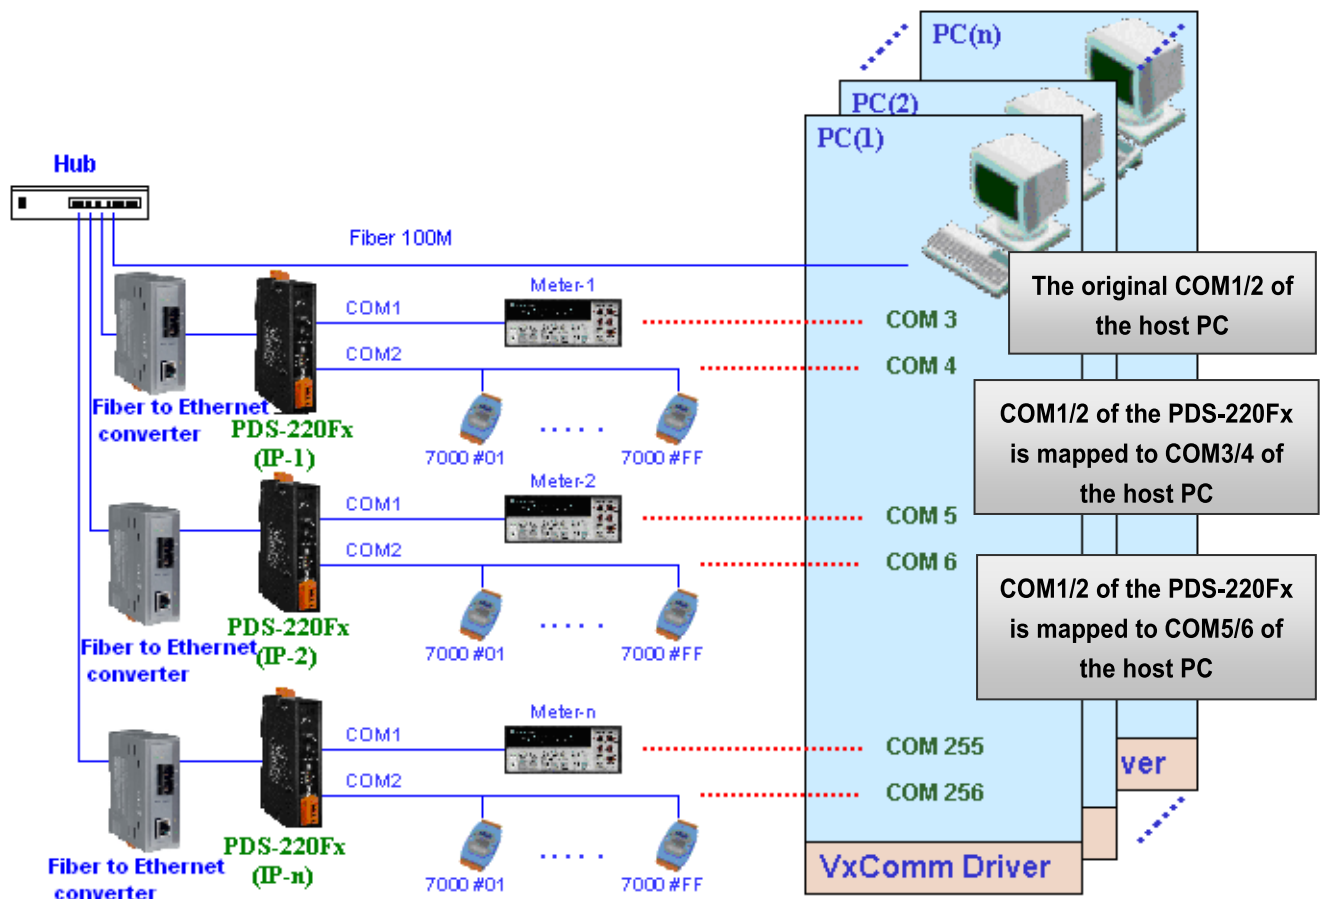 PC(n)
PC(2)
PC(1)
Hub
Fiber 100M
The original COM1/2 of
the host PC
Meter-1
COM1
COM 3
COM2
COM 4
Fiber to Ethernet
converter
PDS-220Fx
(IP-1)
7000 #01
7000 #FF
COM1/2 of the PDS-220Fx
is mapped to COM3/4 of
the host PC
Meter-2
COM1
COM 5
COM2
COM 6
Fiber to Ethernet
converter
PDS-220Fx
(IP-2)
7000 #01
7000 #FF
COM1/2 of the PDS-220Fx
is mapped to COM5/6 of
the host PC
Meter-n
COM1
COM 255
COM2
COM 256
Fiber to Ethernet
converter
PDS-220Fx
(IP-n)
7000 #01
7000 #FF
ver
VxComm Driver